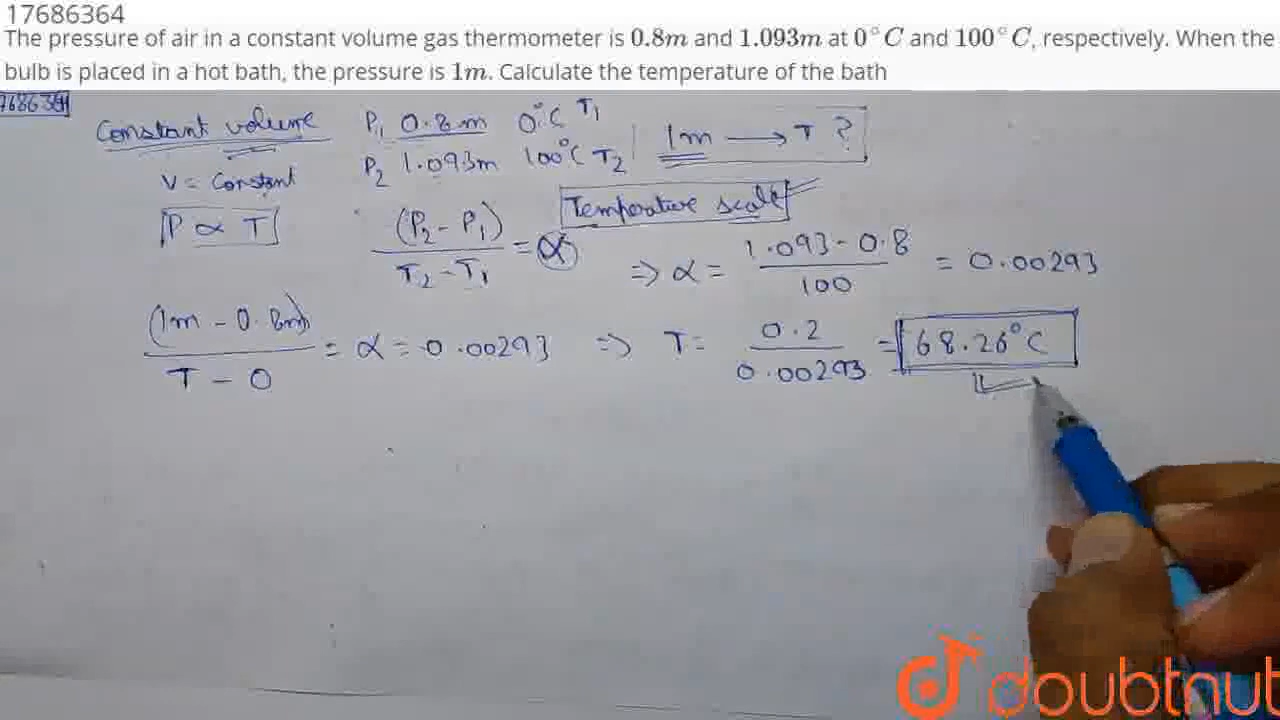 17686364
The pressure of air in a constant volume gas thermometer is 0.8m and 1.093m at 0°C and 100°C, respectively. When the
bulb is placed in a hot bath, the pressure is 1m. Calculate the temperature of the bath
1768636
Constant volume P₁ 0.8m 0°C T₁ 1m → T ?
V = Constant P₂ 1.093m 100°C T₂
P ∝ T Temperature scale
(P₂ - P₁) / (T₂ - T₁) = α ⇒ α = (1.093 - 0.8) / 100 = 0.00293
(1m - 0.8m) / (T - 0) = α = 0.00293 ⇒ T = 0.2 / 0.00293 = 68.26°C
doubtnut